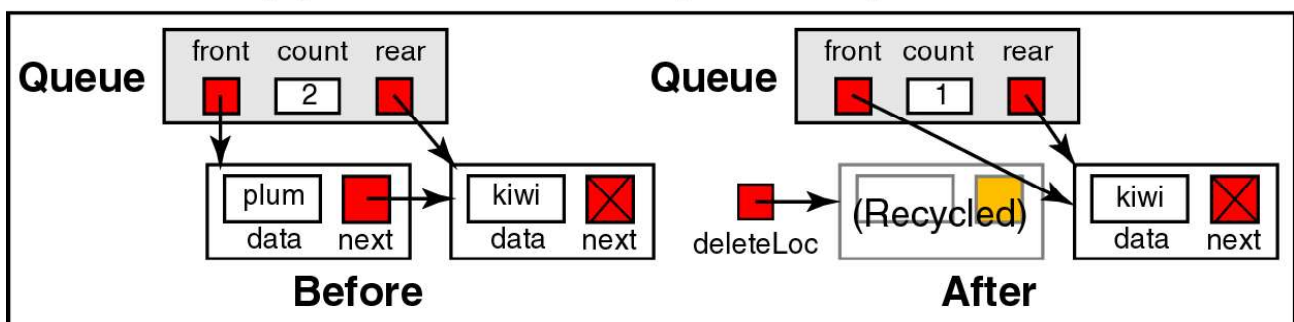 front count rear front count rear
Queue Queue
2 1
plum kiwi kiwi
(Recycled)
data next data next deleteLoc data next
Before After